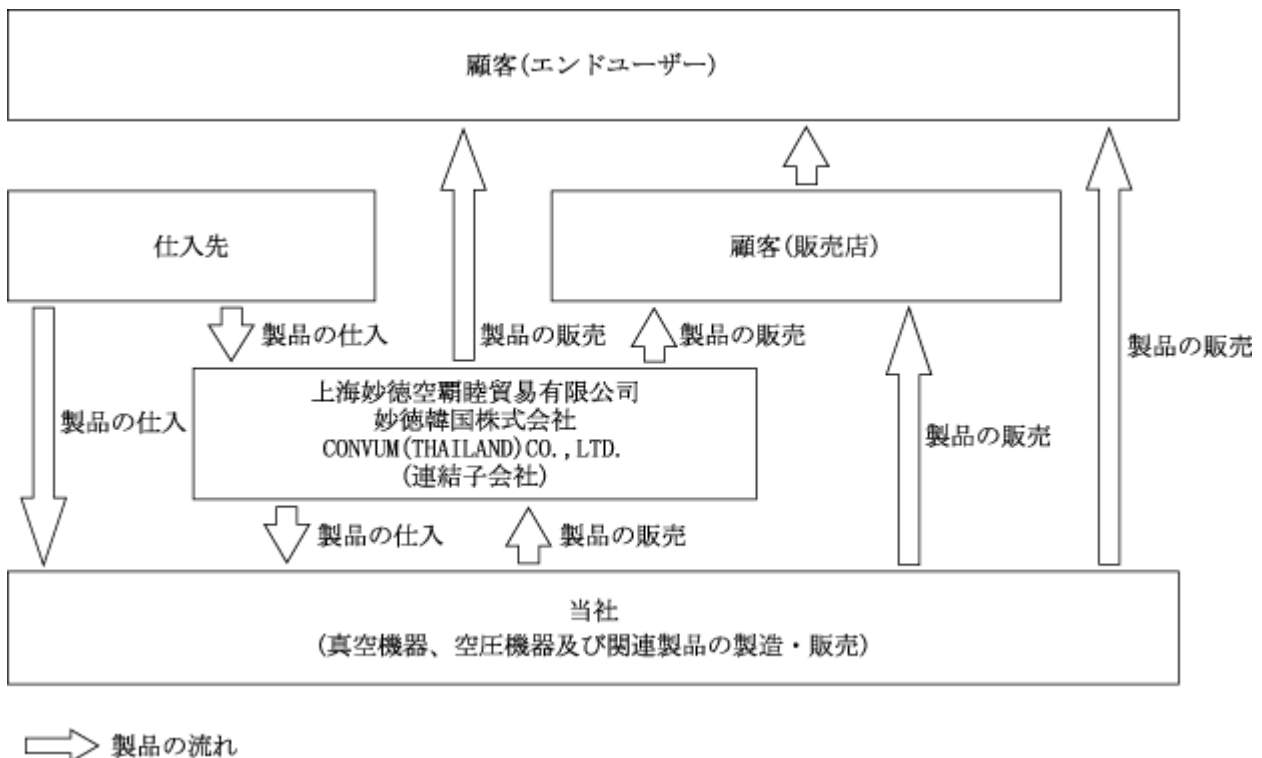 顧客(エンドユーザー)
仕入先
顧客(販売店)
製品の仕入
製品の販売
製品の販売
製品の販売
上海妙徳空覇睦貿易有限公司
妙徳韓国株式会社
CONVUM(THAILAND)CO.,LTD.
(連結子会社)
製品の仕入
製品の販売
製品の仕入
製品の販売
当社
(真空機器、空圧機器及び関連製品の製造・販売)
製品の流れ